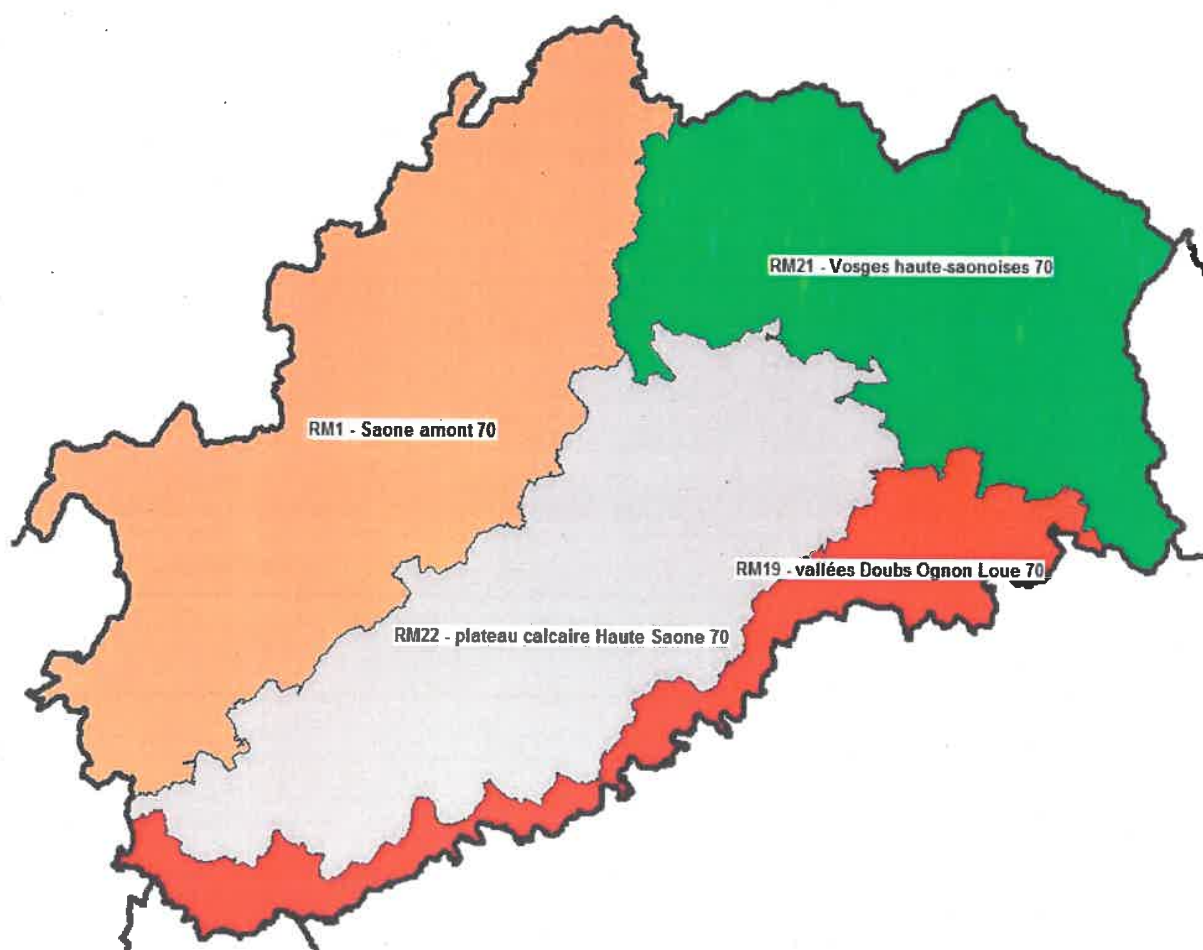 RM21 - Vosges haute-saonoises 70
RM1 - Saone amont 70
RM19 - vallées Doubs Ognon Loue 70
RM22 - plateau calcaire Haute Saone 70